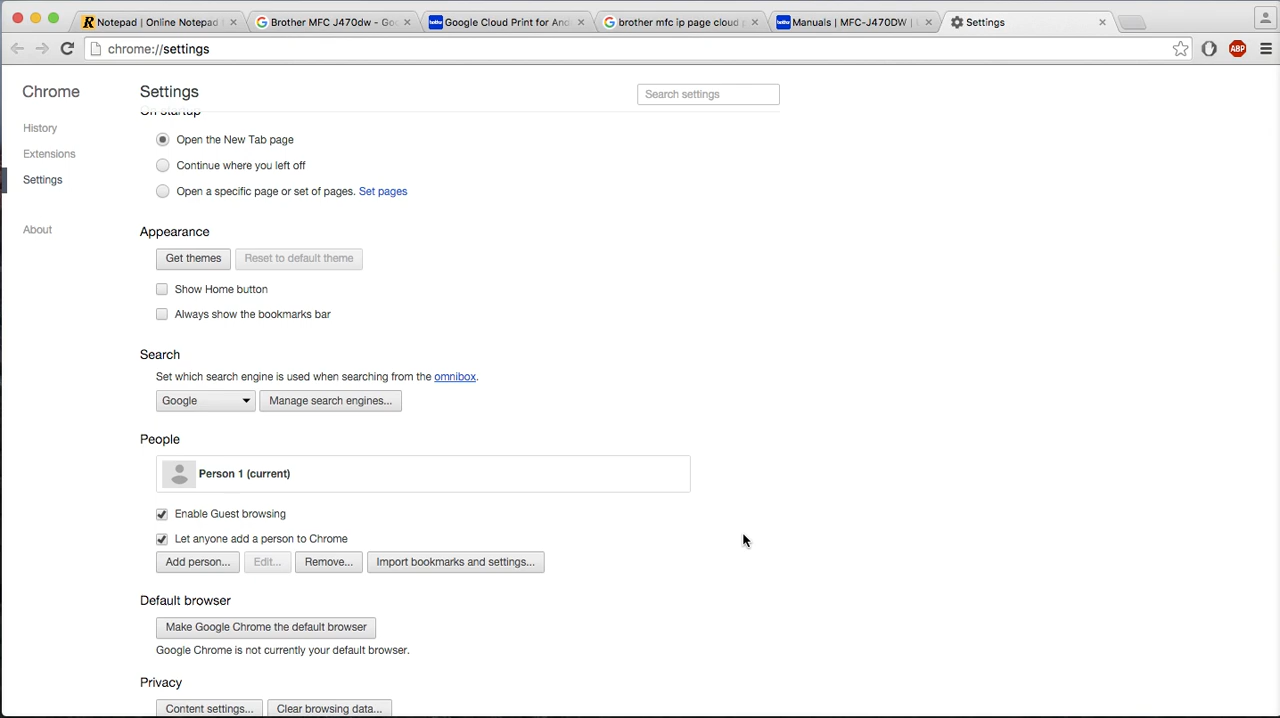 Notepad | Online Notepad
Brother MFC J470dw - Go
Google Cloud Print for And
brother mfc ip page cloud p
Manuals | MFC-J470DW |
Settings
chrome://settings
ABP
Chrome
History
Extensions
Settings
About
Settings
Search settings
On startup
Open the New Tab page
Continue where you left off
Open a specific page or set of pages. Set pages
Appearance
Get themes
Reset to default theme
Show Home button
Always show the bookmarks bar
Search
Set which search engine is used when searching from the omnibox.
Google
Manage search engines...
People
Person 1 (current)
Enable Guest browsing
Let anyone add a person to Chrome
Add person...
Edit...
Remove...
Import bookmarks and settings...
Default browser
Make Google Chrome the default browser
Google Chrome is not currently your default browser.
Privacy
Content settings...
Clear browsing data...